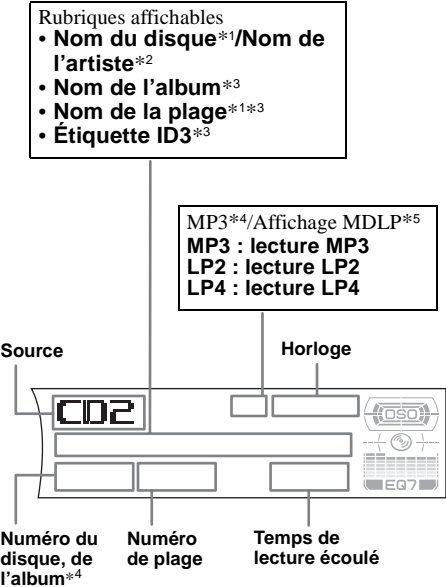 Rubriques affichables
• Nom du disque*1/Nom de
l'artiste*2
• Nom de l'album*3
• Nom de la plage*1*3
• Étiquette ID3*3
MP3*4/Affichage MDLP*5
MP3 : lecture MP3
LP2 : lecture LP2
LP4 : lecture LP4
Source
Horloge
CD2
DSO
EQ7
Numéro du
disque, de
l'album*4
Numéro
de plage
Temps de
lecture écoulé